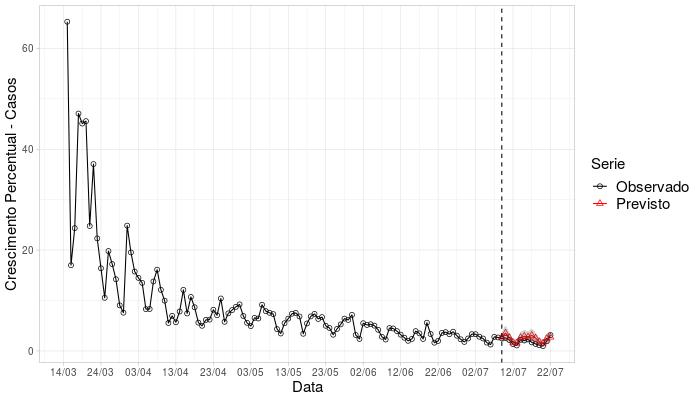 Crescimento Percentual - Casos
60
40
20
0
14/03 24/03 03/04 13/04 23/04 03/05 13/05 23/05 02/06 12/06 22/06 02/07 12/07 22/07
Data
Serie
Observado
Previsto